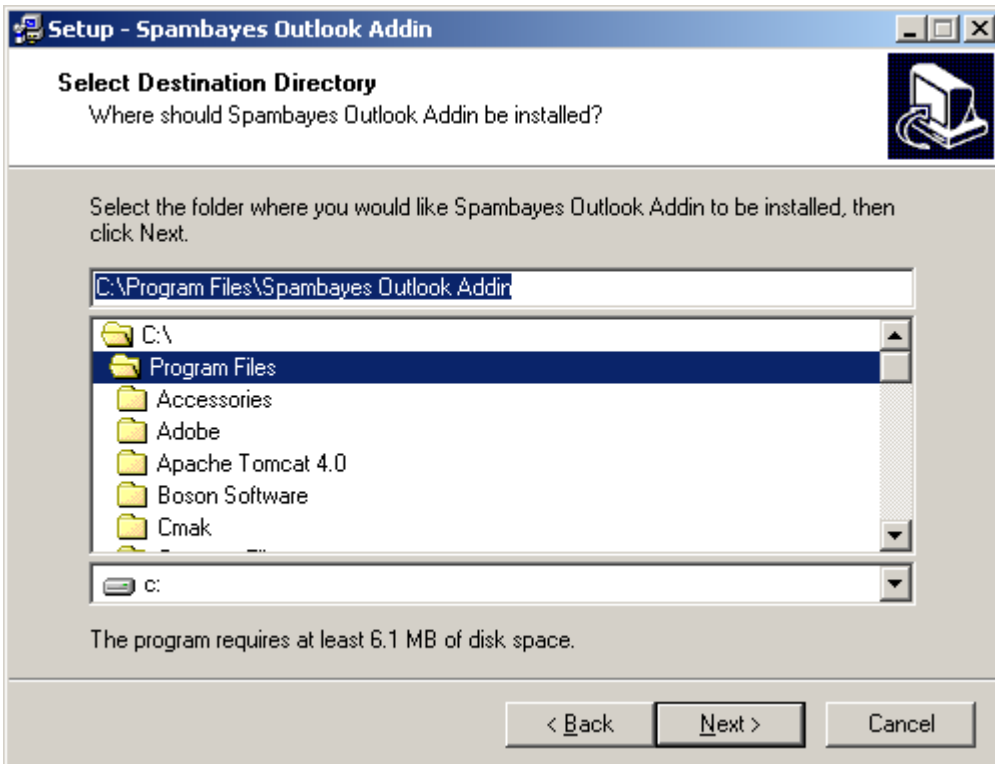 Setup - Spambayes Outlook Addin
Select Destination Directory
Where should Spambayes Outlook Addin be installed?
Select the folder where you would like Spambayes Outlook Addin to be installed, then
click Next.
C:\Program Files\Spambayes Outlook Addin
C:\
Program Files
Accessories
Adobe
Apache Tomcat 4.0
Boson Software
Cmak
c:
The program requires at least 6.1 MB of disk space.
< Back
Next >
Cancel